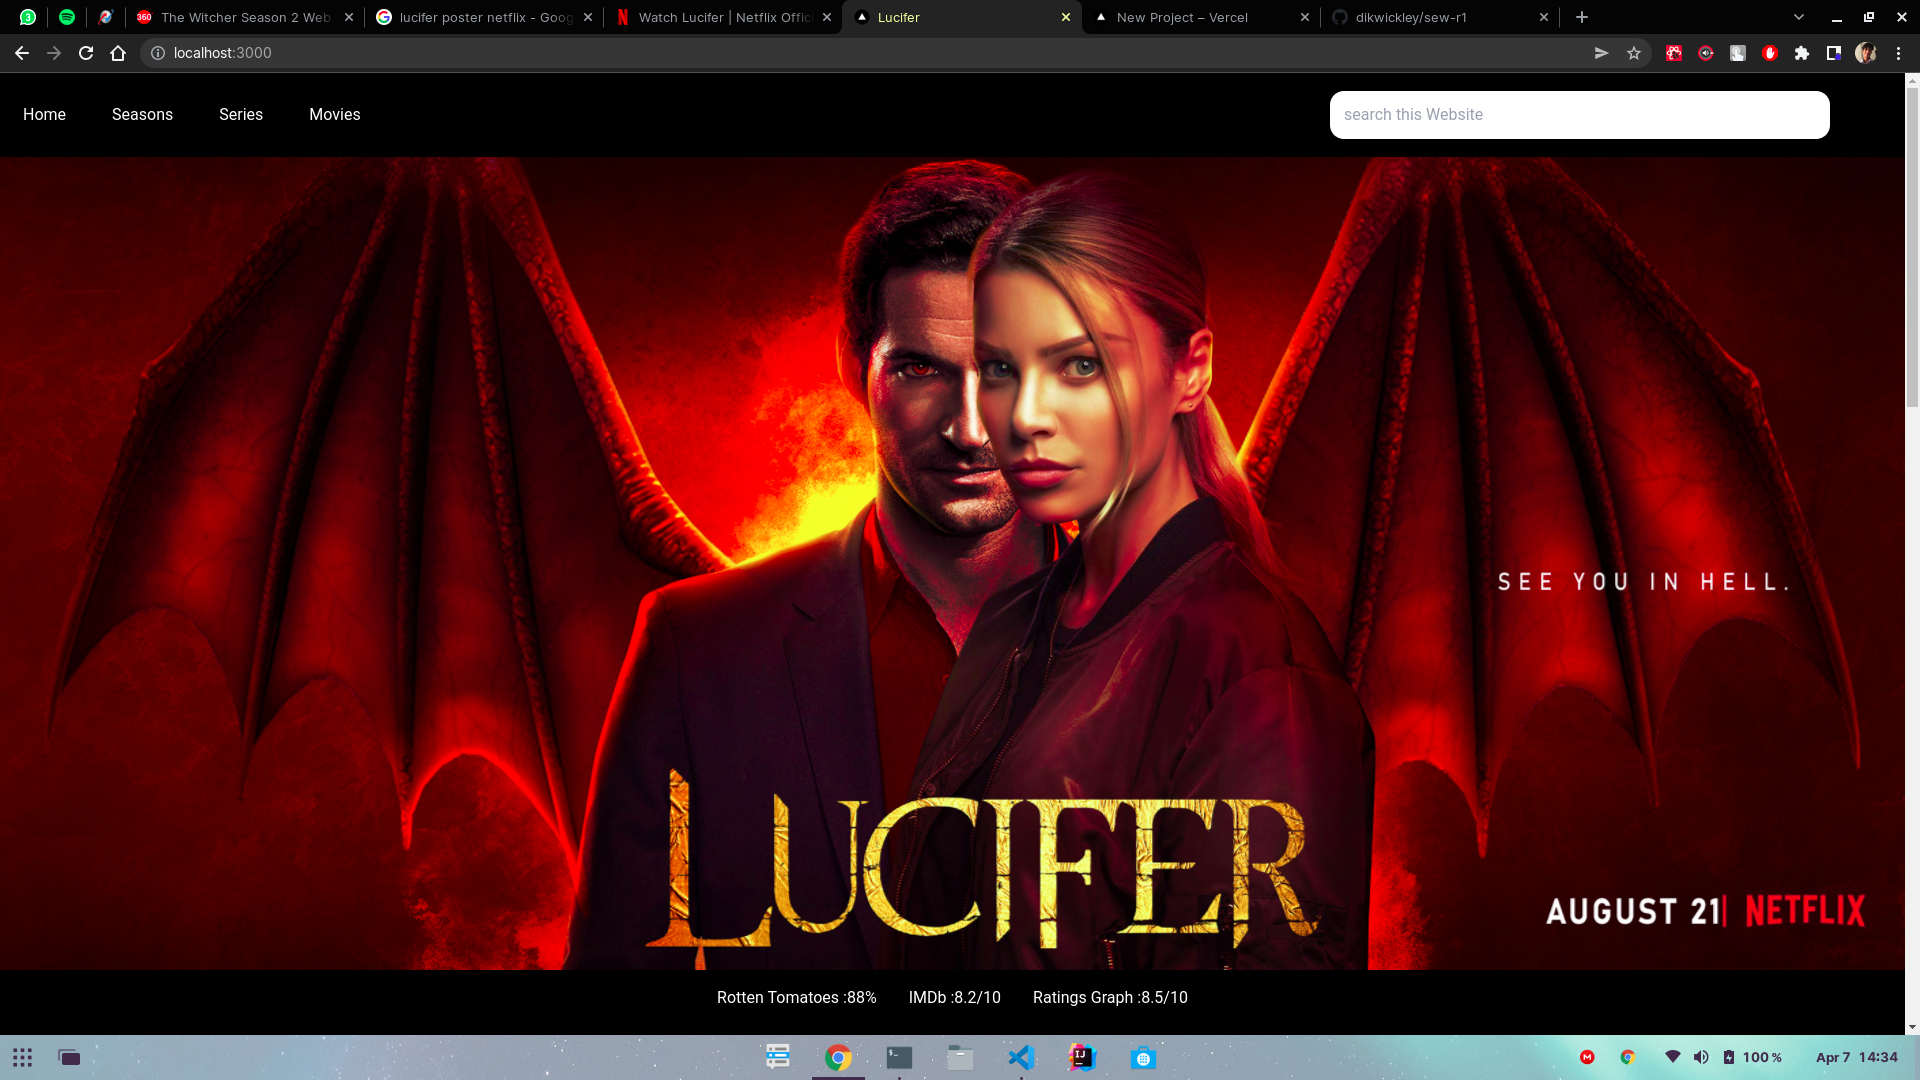 3
360
The Witcher Season 2 Web
lucifer poster netflix - Goog
Watch Lucifer | Netflix Offic
Lucifer
New Project – Vercel
dikwickley/sew-r1
localhost:3000
Home
Seasons
Series
Movies
search this Website
SEE YOU IN HELL.
LUCIFER
AUGUST 21| NETFLIX
Rotten Tomatoes :88%
IMDb :8.2/10
Ratings Graph :8.5/10
$_
IJ
M
100 %
Apr 7 14:34